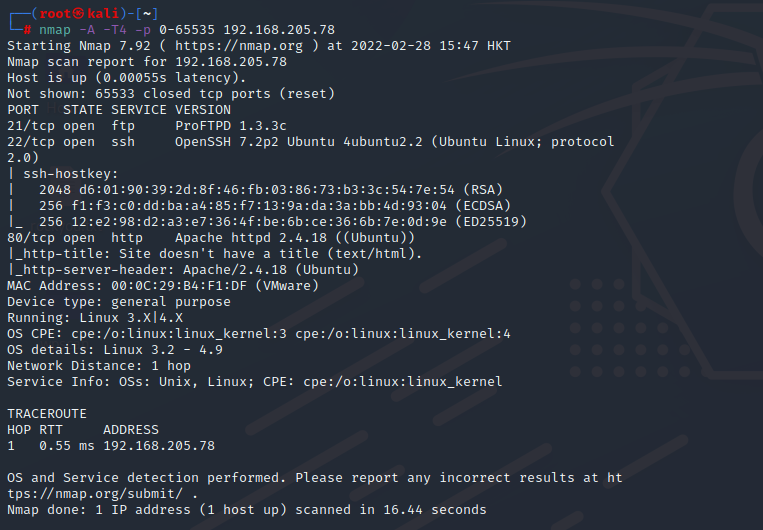 ┌──(root㉿kali)-[~]
└─# nmap -A -T4 -p 0-65535 192.168.205.78
Starting Nmap 7.92 ( https://nmap.org ) at 2022-02-28 15:47 HKT
Nmap scan report for 192.168.205.78
Host is up (0.00055s latency).
Not shown: 65533 closed tcp ports (reset)
PORT   STATE SERVICE VERSION
21/tcp open  ftp     ProFTPD 1.3.3c
22/tcp open  ssh     OpenSSH 7.2p2 Ubuntu 4ubuntu2.2 (Ubuntu Linux; protocol
2.0)
| ssh-hostkey:
|   2048 d6:01:90:39:2d:8f:46:fb:03:86:73:b3:3c:54:7e:54 (RSA)
|   256 f1:f3:c0:dd:ba:a4:85:f7:13:9a:da:3a:bb:4d:93:04 (ECDSA)
|_  256 12:e2:98:d2:a3:e7:36:4f:be:6b:ce:36:6b:7e:0d:9e (ED25519)
80/tcp open  http    Apache httpd 2.4.18 ((Ubuntu))
|_http-title: Site doesn't have a title (text/html).
|_http-server-header: Apache/2.4.18 (Ubuntu)
MAC Address: 00:0C:29:B4:F1:DF (VMware)
Device type: general purpose
Running: Linux 3.X|4.X
OS CPE: cpe:/o:linux:linux_kernel:3 cpe:/o:linux:linux_kernel:4
OS details: Linux 3.2 - 4.9
Network Distance: 1 hop
Service Info: OSs: Unix, Linux; CPE: cpe:/o:linux:linux_kernel

TRACEROUTE
HOP RTT     ADDRESS
1   0.55 ms 192.168.205.78

OS and Service detection performed. Please report any incorrect results at ht
tps://nmap.org/submit/ .
Nmap done: 1 IP address (1 host up) scanned in 16.44 seconds